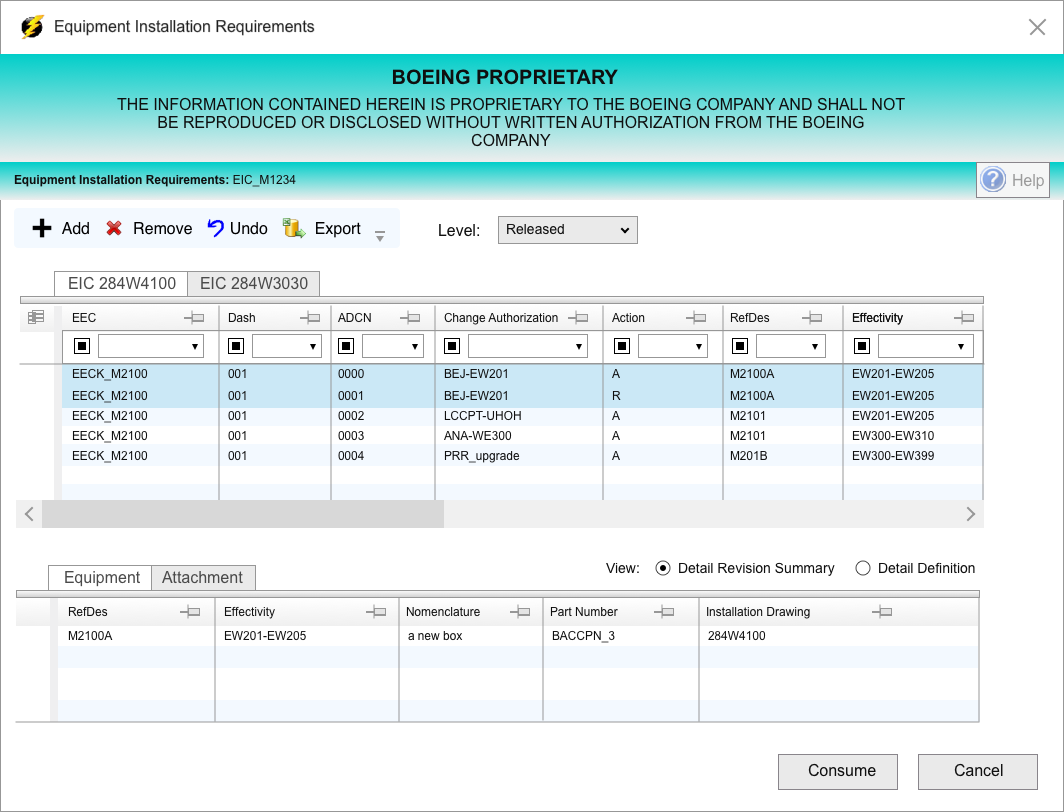 Equipment Installation Requirements
BOEING PROPRIETARY
THE INFORMATION CONTAINED HEREIN IS PROPRIETARY TO THE BOEING COMPANY AND SHALL NOT
BE REPRODUCED OR DISCLOSED WITHOUT WRITTEN AUTHORIZATION FROM THE BOEING
COMPANY
Equipment Installation Requirements: EIC_M1234
? Help
Add Remove Undo Export Level: Released
EIC 284W4100 EIC 284W3030
EEC Dash ADCN Change Authorization Action RefDes Effectivity
EECK_M2100 001 0000 BEJ-EW201 A M2100A EW201-EW205
EECK_M2100 001 0001 BEJ-EW201 R M2100A EW201-EW205
EECK_M2100 001 0002 LCCPT-UHOH A M2101 EW201-EW205
EECK_M2100 001 0003 ANA-WE300 A M2101 EW300-EW310
EECK_M2100 001 0004 PRR_upgrade A M201B EW300-EW399
View: Detail Revision Summary Detail Definition
Equipment Attachment
RefDes Effectivity Nomenclature Part Number Installation Drawing
M2100A EW201-EW205 a new box BACCPN_3 284W4100
Consume Cancel